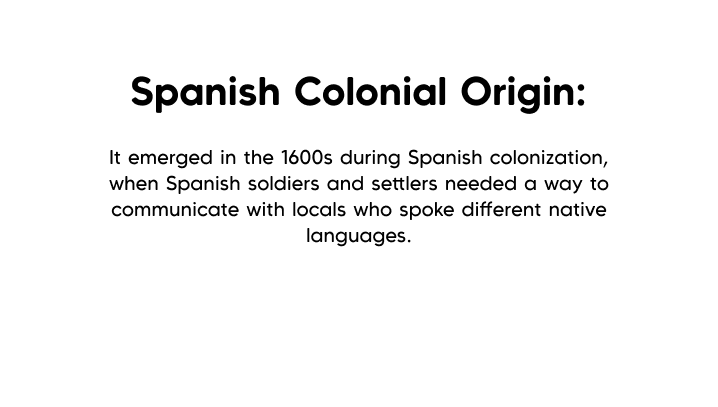 Spanish Colonial Origin:
It emerged in the 1600s during Spanish colonization,
when Spanish soldiers and settlers needed a way to
communicate with locals who spoke different native
languages.